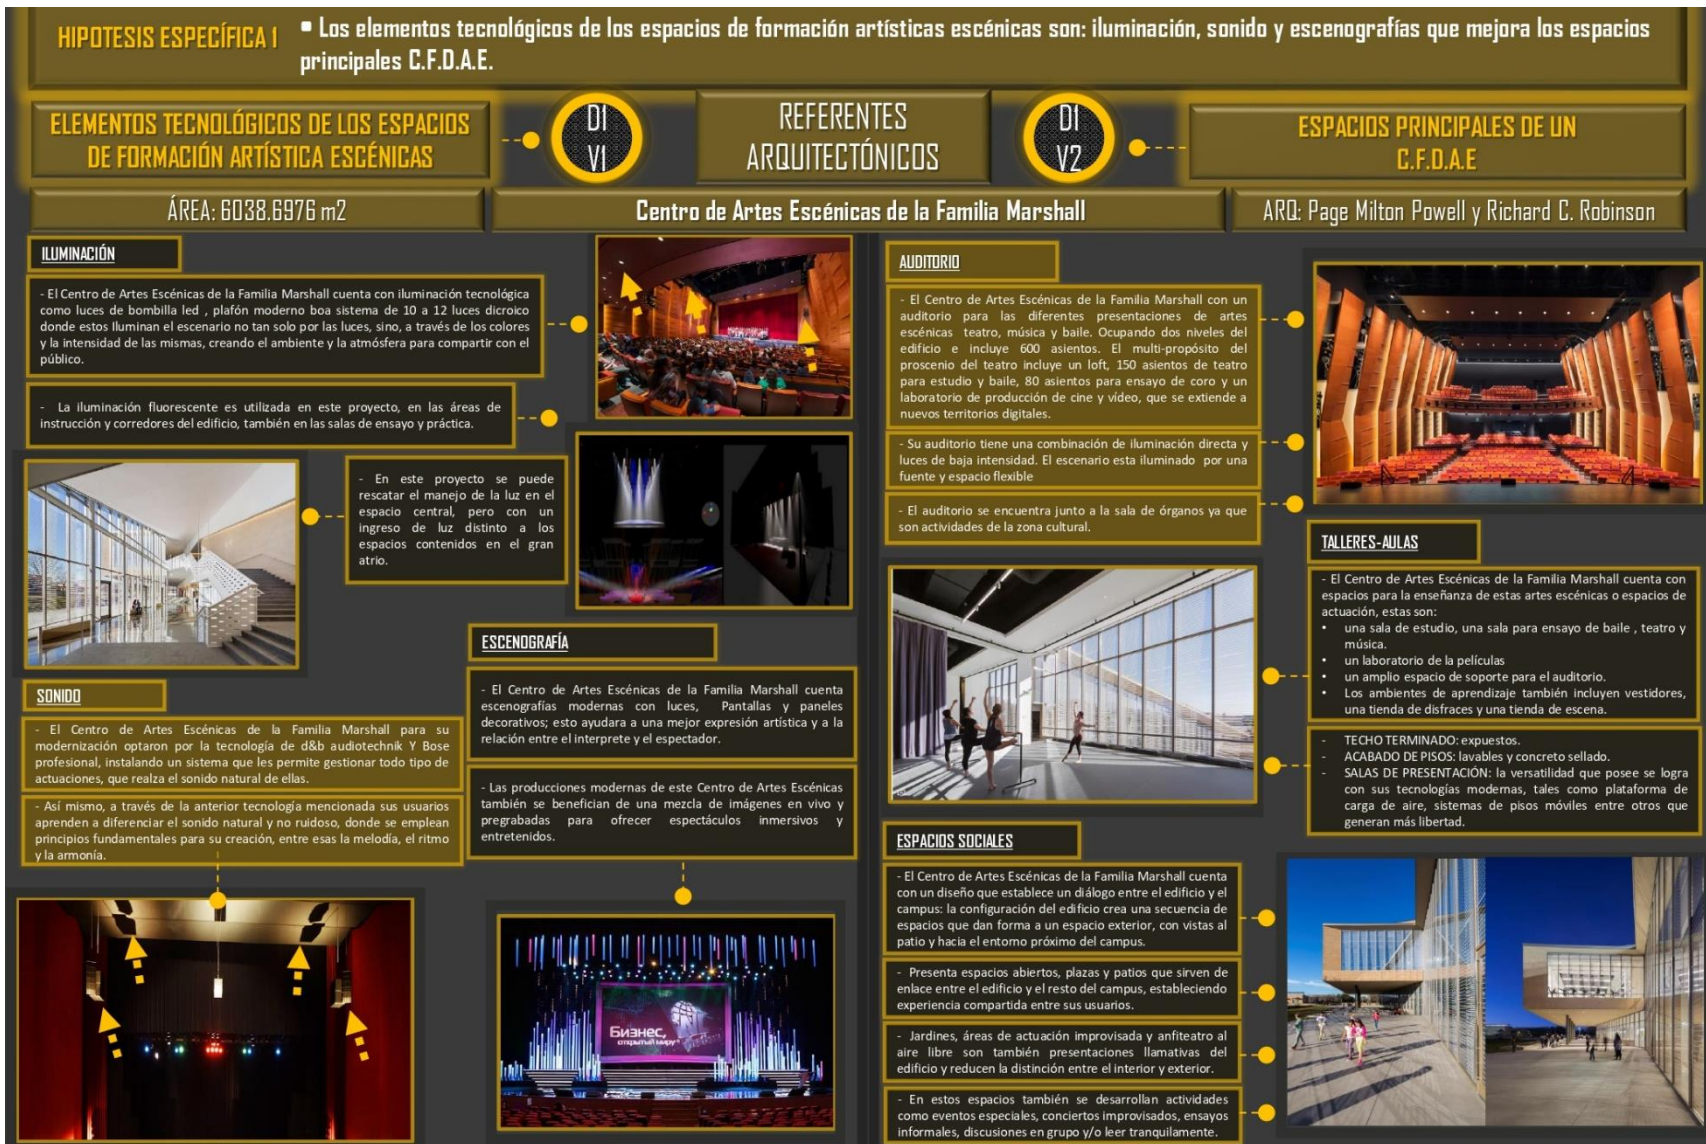 HIPOTESIS ESPECÍFICA 1
▪ Los elementos tecnológicos de los espacios de formación artísticas escénicas son: iluminación, sonido y escenografías que mejora los espacios
principales C.F.D.A.E.
ELEMENTOS TECNOLÓGICOS DE LOS ESPACIOS
DE FORMACIÓN ARTÍSTICA ESCÉNICAS
D1
V1
REFERENTES
ARQUITECTÓNICOS
D1
V2
ESPACIOS PRINCIPALES DE UN
C.F.D.A.E
ÁREA: 6038.6976 m2
Centro de Artes Escénicas de la Familia Marshall
ARQ: Page Milton Powell y Richard C. Robinson
ILUMINACIÓN
- El Centro de Artes Escénicas de la Familia Marshall cuenta con iluminación tecnológica
como luces de bombilla led , plafón moderno boa sistema de 10 a 12 luces dicroico
donde estos Iluminan el escenario no tan solo por las luces, sino, a través de los colores
y la intensidad de las mismas, creando el ambiente y la atmósfera para compartir con el
público.
- La iluminación fluorescente es utilizada en este proyecto, en las áreas de
instrucción y corredores del edificio, también en las salas de ensayo y práctica.
- En este proyecto se puede
rescatar el manejo de la luz en el
espacio central, pero con un
ingreso de luz distinto a los
espacios contenidos en el gran
atrio.
SONIDO
- El Centro de Artes Escénicas de la Familia Marshall para su
modernización optaron por la tecnología de d&b audiotechnik Y Bose
profesional, instalando un sistema que les permite gestionar todo tipo de
actuaciones, que realza el sonido natural de ellas.
- Así mismo, a través de la anterior tecnología mencionada sus usuarios
aprenden a diferenciar el sonido natural y no ruidoso, donde se emplean
principios fundamentales para su creación, entre esas la melodía, el ritmo
y la armonía.
ESCENOGRAFÍA
- El Centro de Artes Escénicas de la Familia Marshall cuenta
escenografías modernas con luces, Pantallas y paneles
decorativos; esto ayudara a una mejor expresión artística y a la
relación entre el interprete y el espectador.
- Las producciones modernas de este Centro de Artes Escénicas
también se benefician de una mezcla de imágenes en vivo y
pregrabadas para ofrecer espectáculos inmersivos y
entretenidos.
Бизнес,
открытый миру
AUDITORIO
- El Centro de Artes Escénicas de la Familia Marshall con un
auditorio para las diferentes presentaciones de artes
escénicas teatro, música y baile. Ocupando dos niveles del
edificio e incluye 600 asientos. El multi-propósito del
proscenio del teatro incluye un loft, 150 asientos de teatro
para estudio y baile, 80 asientos para ensayo de coro y un
laboratorio de producción de cine y vídeo, que se extiende a
nuevos territorios digitales.
- Su auditorio tiene una combinación de iluminación directa y
luces de baja intensidad. El escenario esta iluminado por una
fuente y espacio flexible
- El auditorio se encuentra junto a la sala de órganos ya que
son actividades de la zona cultural.
TALLERES-AULAS
- El Centro de Artes Escénicas de la Familia Marshall cuenta con
espacios para la enseñanza de estas artes escénicas o espacios de
actuación, estas son:
• una sala de estudio, una sala para ensayo de baile , teatro y
música.
• un laboratorio de la películas
• un amplio espacio de soporte para el auditorio.
• Los ambientes de aprendizaje también incluyen vestidores,
una tienda de disfraces y una tienda de escena.
- TECHO TERMINADO: expuestos.
- ACABADO DE PISOS: lavables y concreto sellado.
- SALAS DE PRESENTACIÓN: la versatilidad que posee se logra
con sus tecnologías modernas, tales como plataforma de
carga de aire, sistemas de pisos móviles entre otros que
generan más libertad.
ESPACIOS SOCIALES
- El Centro de Artes Escénicas de la Familia Marshall cuenta
con un diseño que establece un diálogo entre el edificio y el
campus: la configuración del edificio crea una secuencia de
espacios que dan forma a un espacio exterior, con vistas al
patio y hacia el entorno próximo del campus.
- Presenta espacios abiertos, plazas y patios que sirven de
enlace entre el edificio y el resto del campus, estableciendo
experiencia compartida entre sus usuarios.
- Jardines, áreas de actuación improvisada y anfiteatro al
aire libre son también presentaciones llamativas del
edificio y reducen la distinción entre el interior y exterior.
- En estos espacios también se desarrollan actividades
como eventos especiales, conciertos improvisados, ensayos
informales, discusiones en grupo y/o leer tranquilamente.